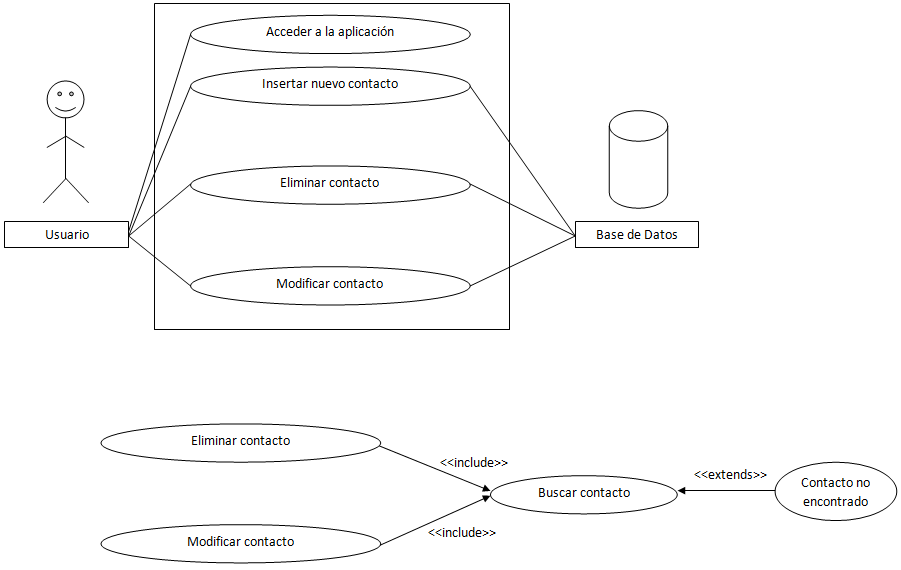 Acceder a la aplicación
Insertar nuevo contacto
Eliminar contacto
Usuario
Base de Datos
Modificar contacto
Eliminar contacto
<<include>>
<<extends>>
Buscar contacto
Contacto no
encontrado
<<include>>
Modificar contacto